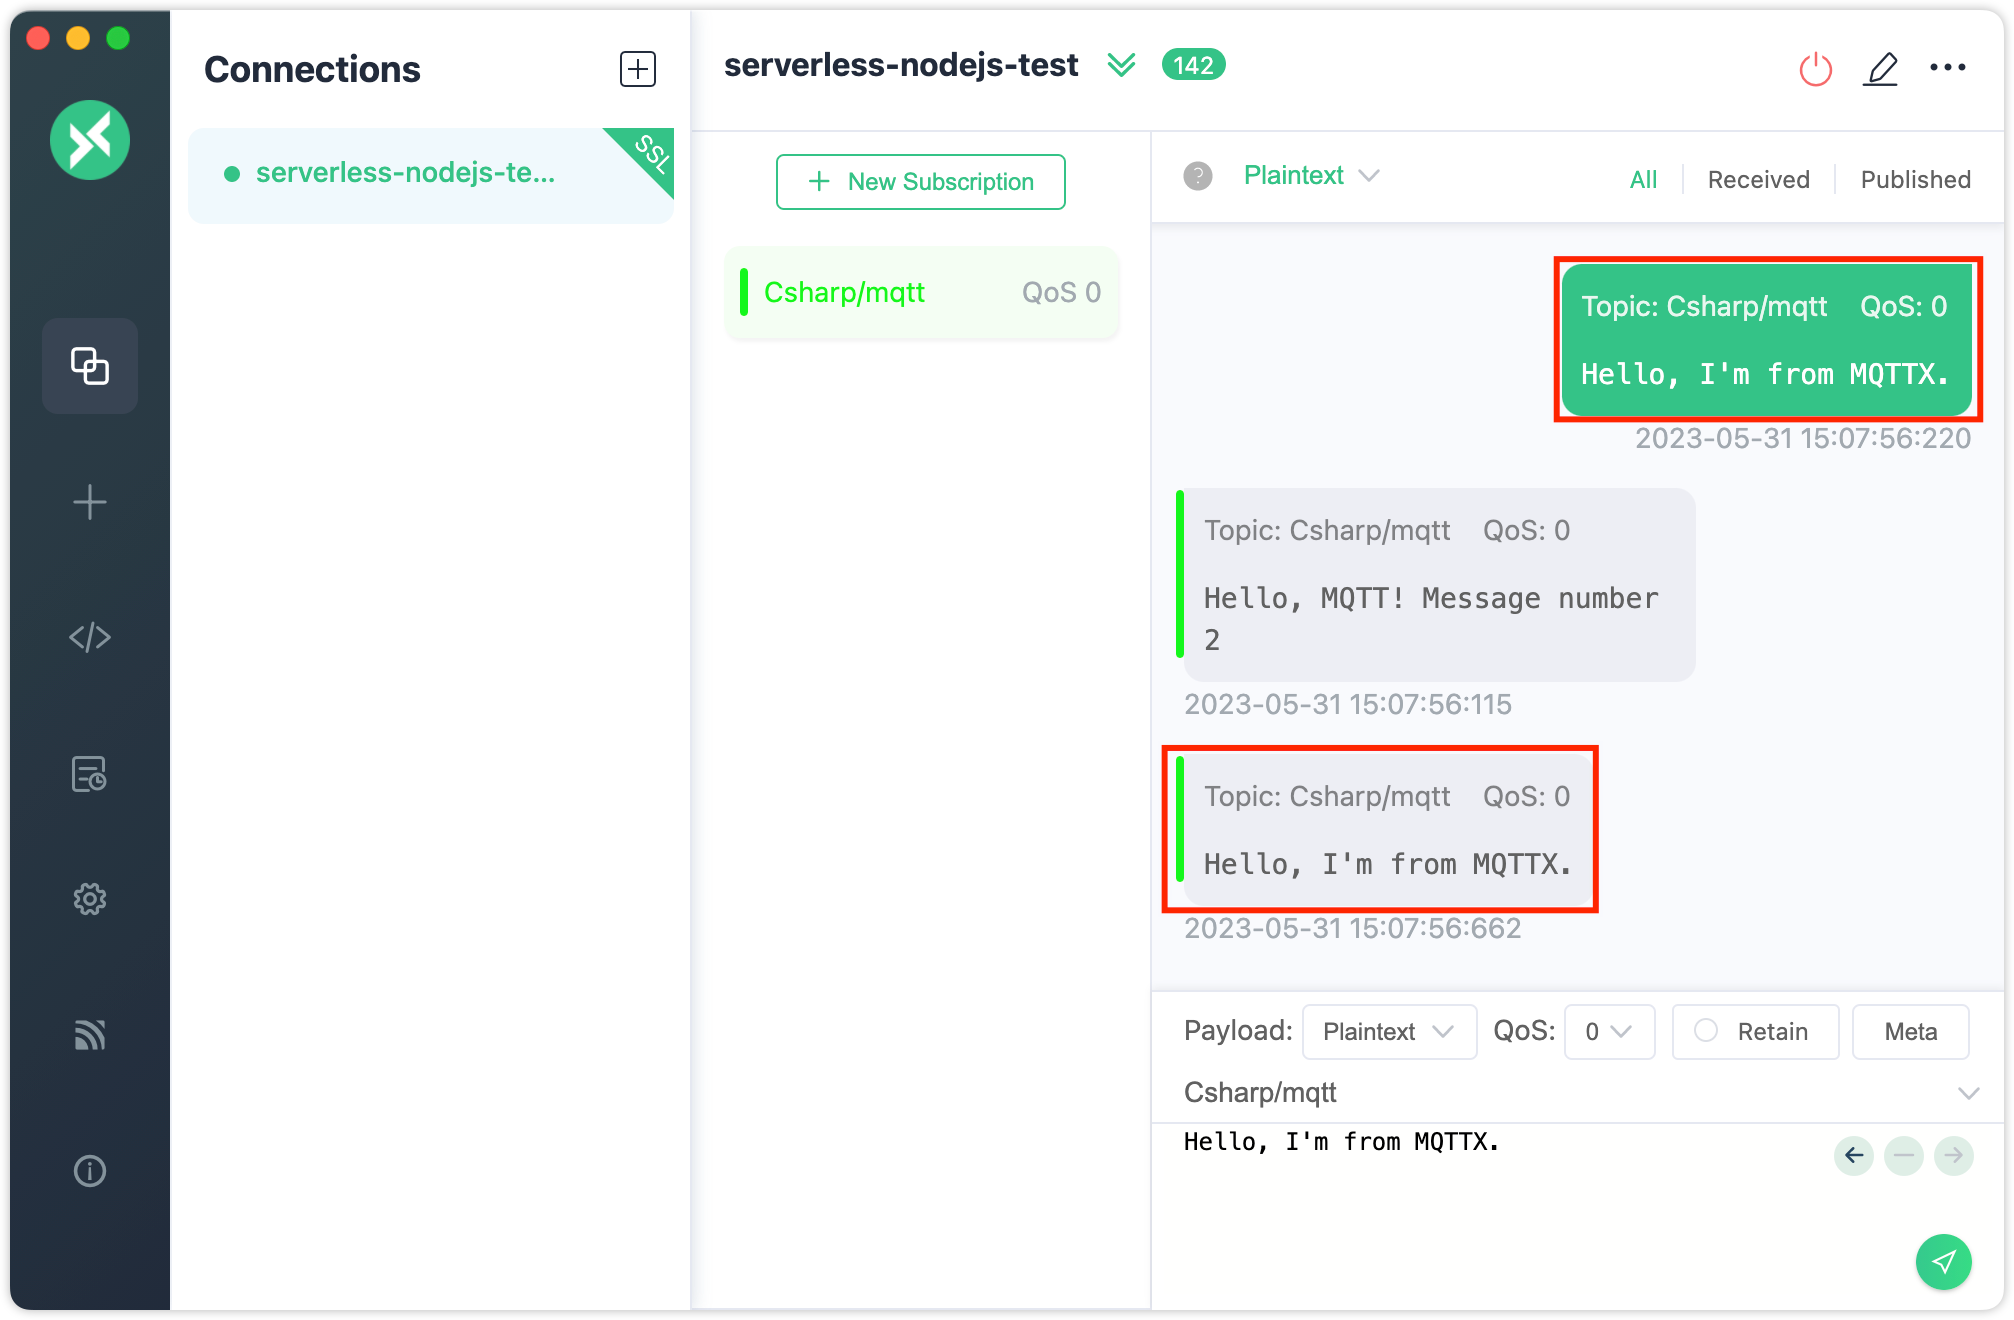 Connections
serverless-nodejs-te...
SSL
serverless-nodejs-test 142
+ New Subscription
Csharp/mqtt QoS 0
? Plaintext All Received Published
Topic: Csharp/mqtt QoS: 0
Hello, I'm from MQTTX.
2023-05-31 15:07:56:220
Topic: Csharp/mqtt QoS: 0
Hello, MQTT! Message number
2
2023-05-31 15:07:56:115
Topic: Csharp/mqtt QoS: 0
Hello, I'm from MQTTX.
2023-05-31 15:07:56:662
Payload: Plaintext QoS: 0 Retain Meta
Csharp/mqtt
Hello, I'm from MQTTX.